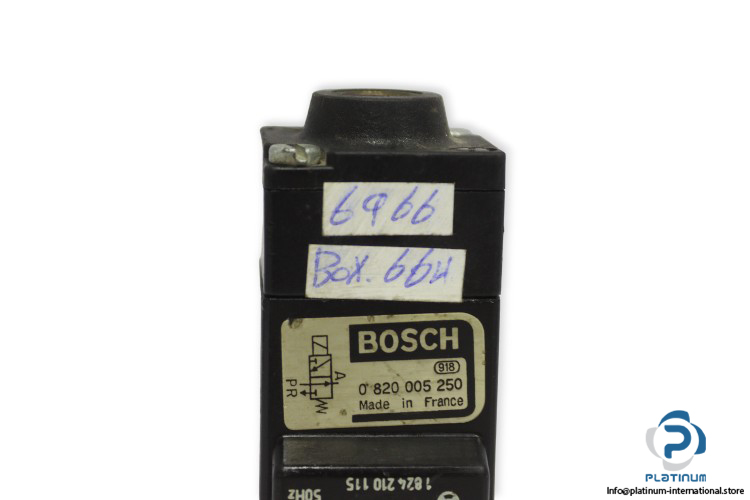 6966
Box.664
BOSCH
918
0 820 005 250
Made in France
A
PR
1 824 210 115
50Hz
PLATINUM
Info@platinum-international.store